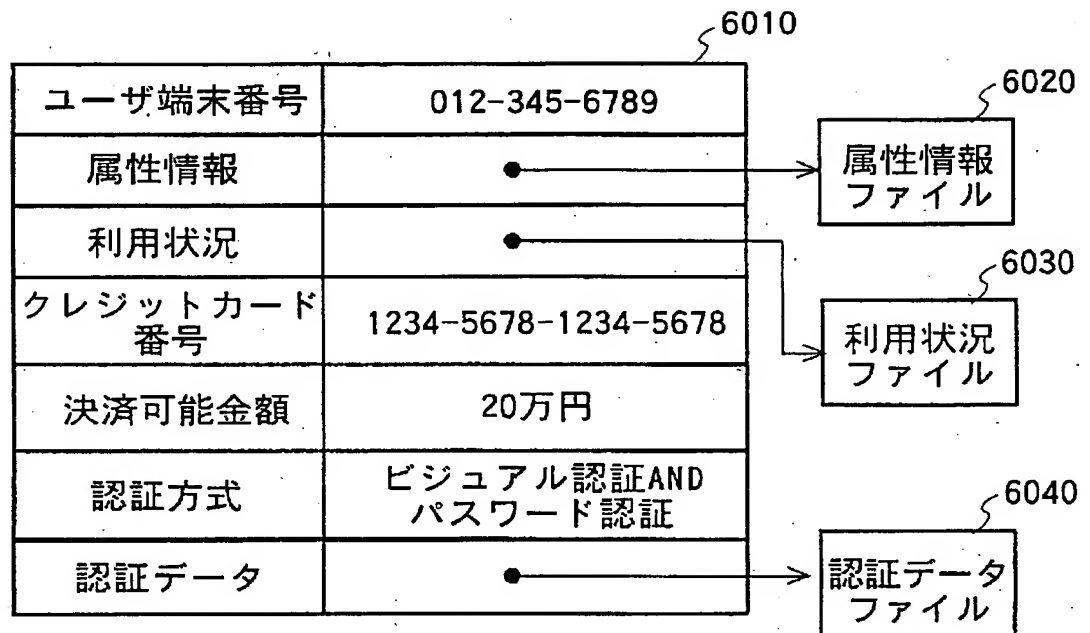 6010
ユーザ端末番号 012-345-6789
6020
属性情報
属性情報
ファイル
利用状況
6030
クレジットカード
番号
1234-5678-1234-5678
利用状況
ファイル
決済可能金額 20万円
認証方式
ビジュアル認証AND
パスワード認証
6040
認証データ
認証データ
ファイル